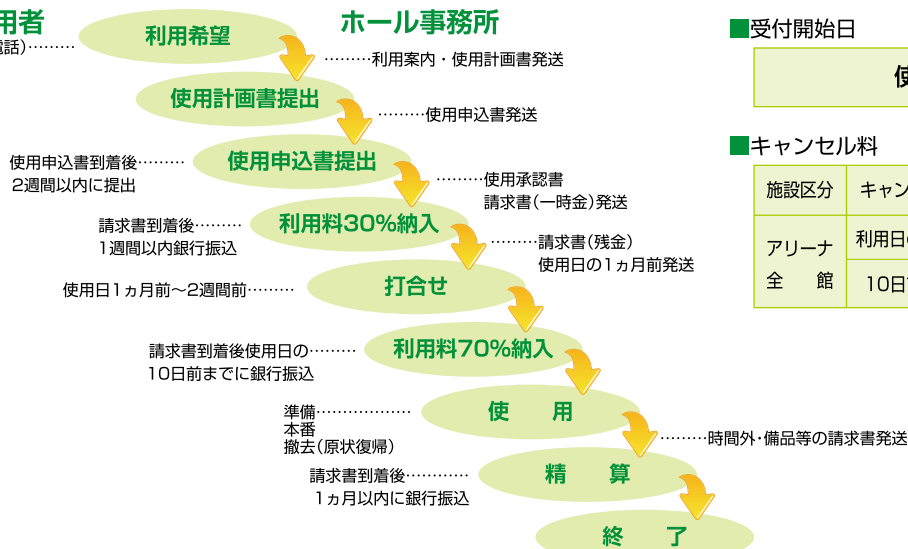 用者
ホール事務所
電話）………
利用希望
………利用案内・使用計画書発送
使用計画書提出
………使用申込書発送
使用申込書到着後………
2週間以内に提出
使用申込書提出
………使用承認書
請求書（一時金）発送
請求書到着後………
1週間以内銀行振込
利用料30%納入
………請求書（残金）
使用日の1ヵ月前発送
使用日1ヵ月前〜2週間前………
打合せ
請求書到着後使用日の………
10日前までに銀行振込
利用料70%納入
準備………………
本番
撤去（原状復帰）
使　用
………時間外・備品等の請求書発送
請求書到着後…………
1ヵ月以内に銀行振込
精　算
終　了
■受付開始日
使
■キャンセル料
施設区分
キャン
アリーナ
全　館
利用日の
10日